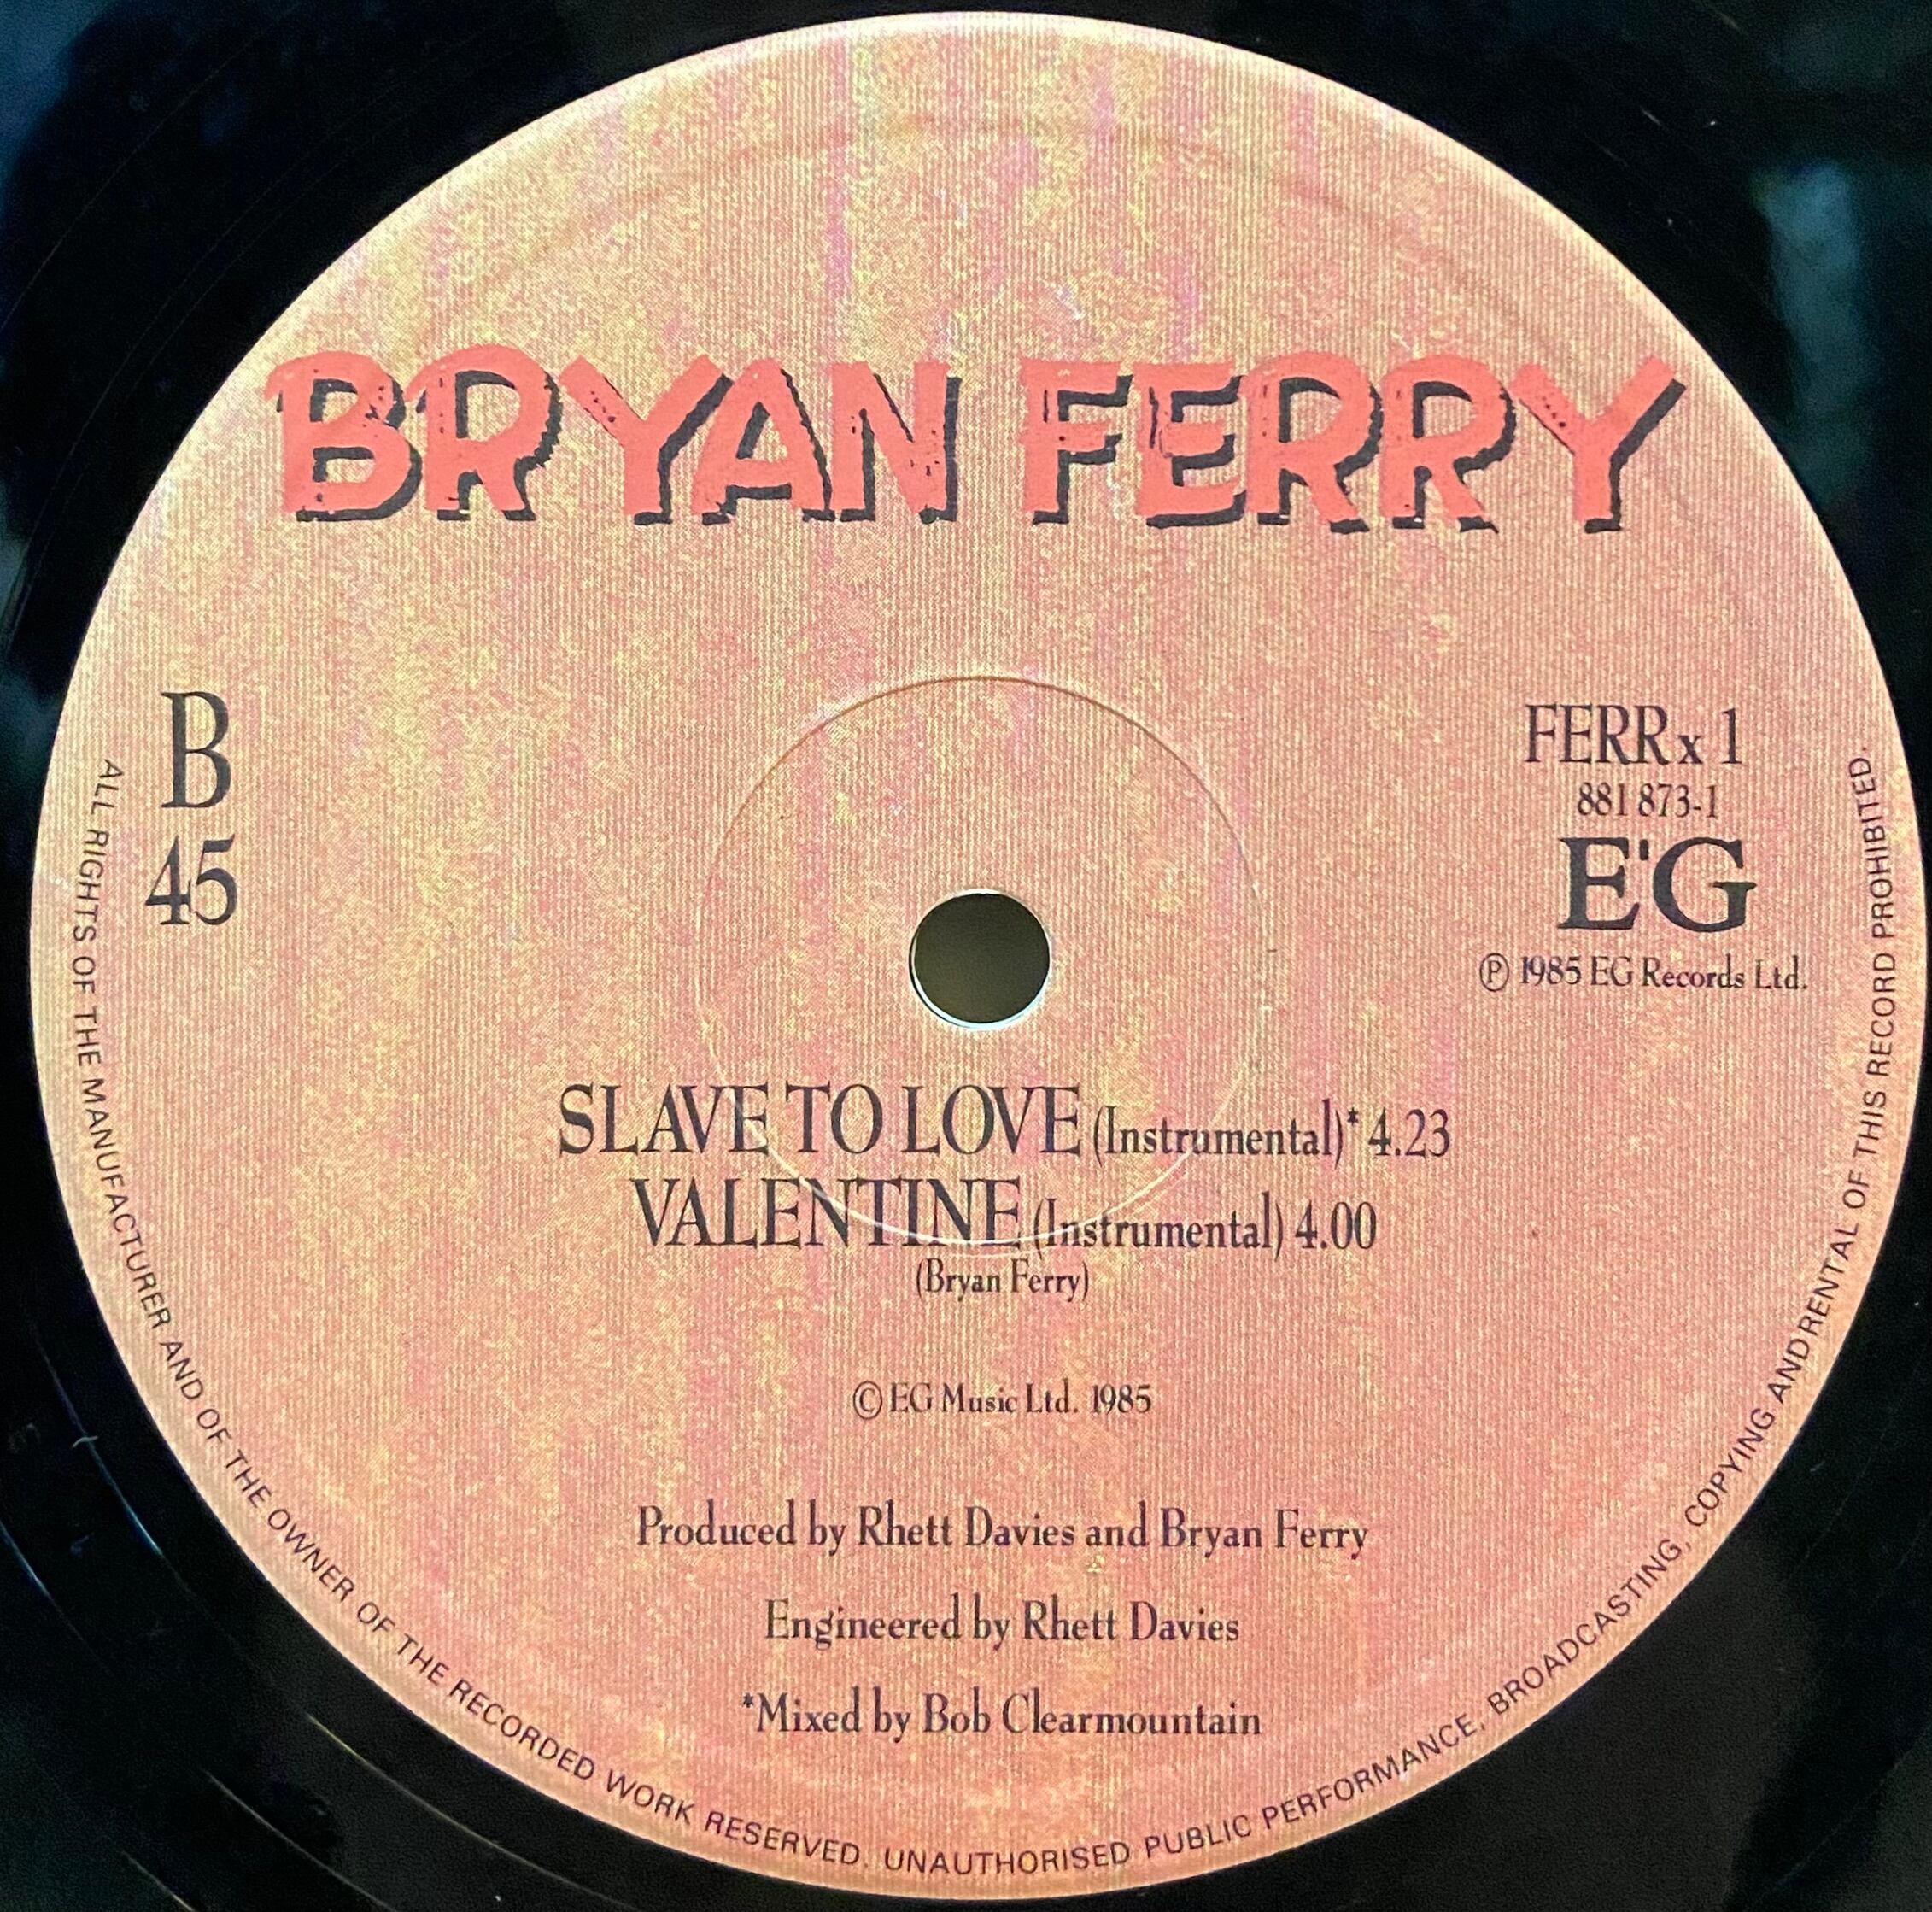 BRYAN FERRY
B
45
FERRx 1
881 873-1
E'G
℗ 1985 EG Records Ltd.
SLAVE TO LOVE (Instrumental)* 4.23
VALENTINE (Instrumental) 4.00
(Bryan Ferry)
© EG Music Ltd. 1985
Produced by Rhett Davies and Bryan Ferry
Engineered by Rhett Davies
*Mixed by Bob Clearmountain
ALL RIGHTS OF THE MANUFACTURER AND OF THE OWNER OF THE RECORDED WORK RESERVED. UNAUTHORISED PUBLIC PERFORMANCE, BROADCASTING, COPYING AND RENTAL OF THIS RECORD PROHIBITED.